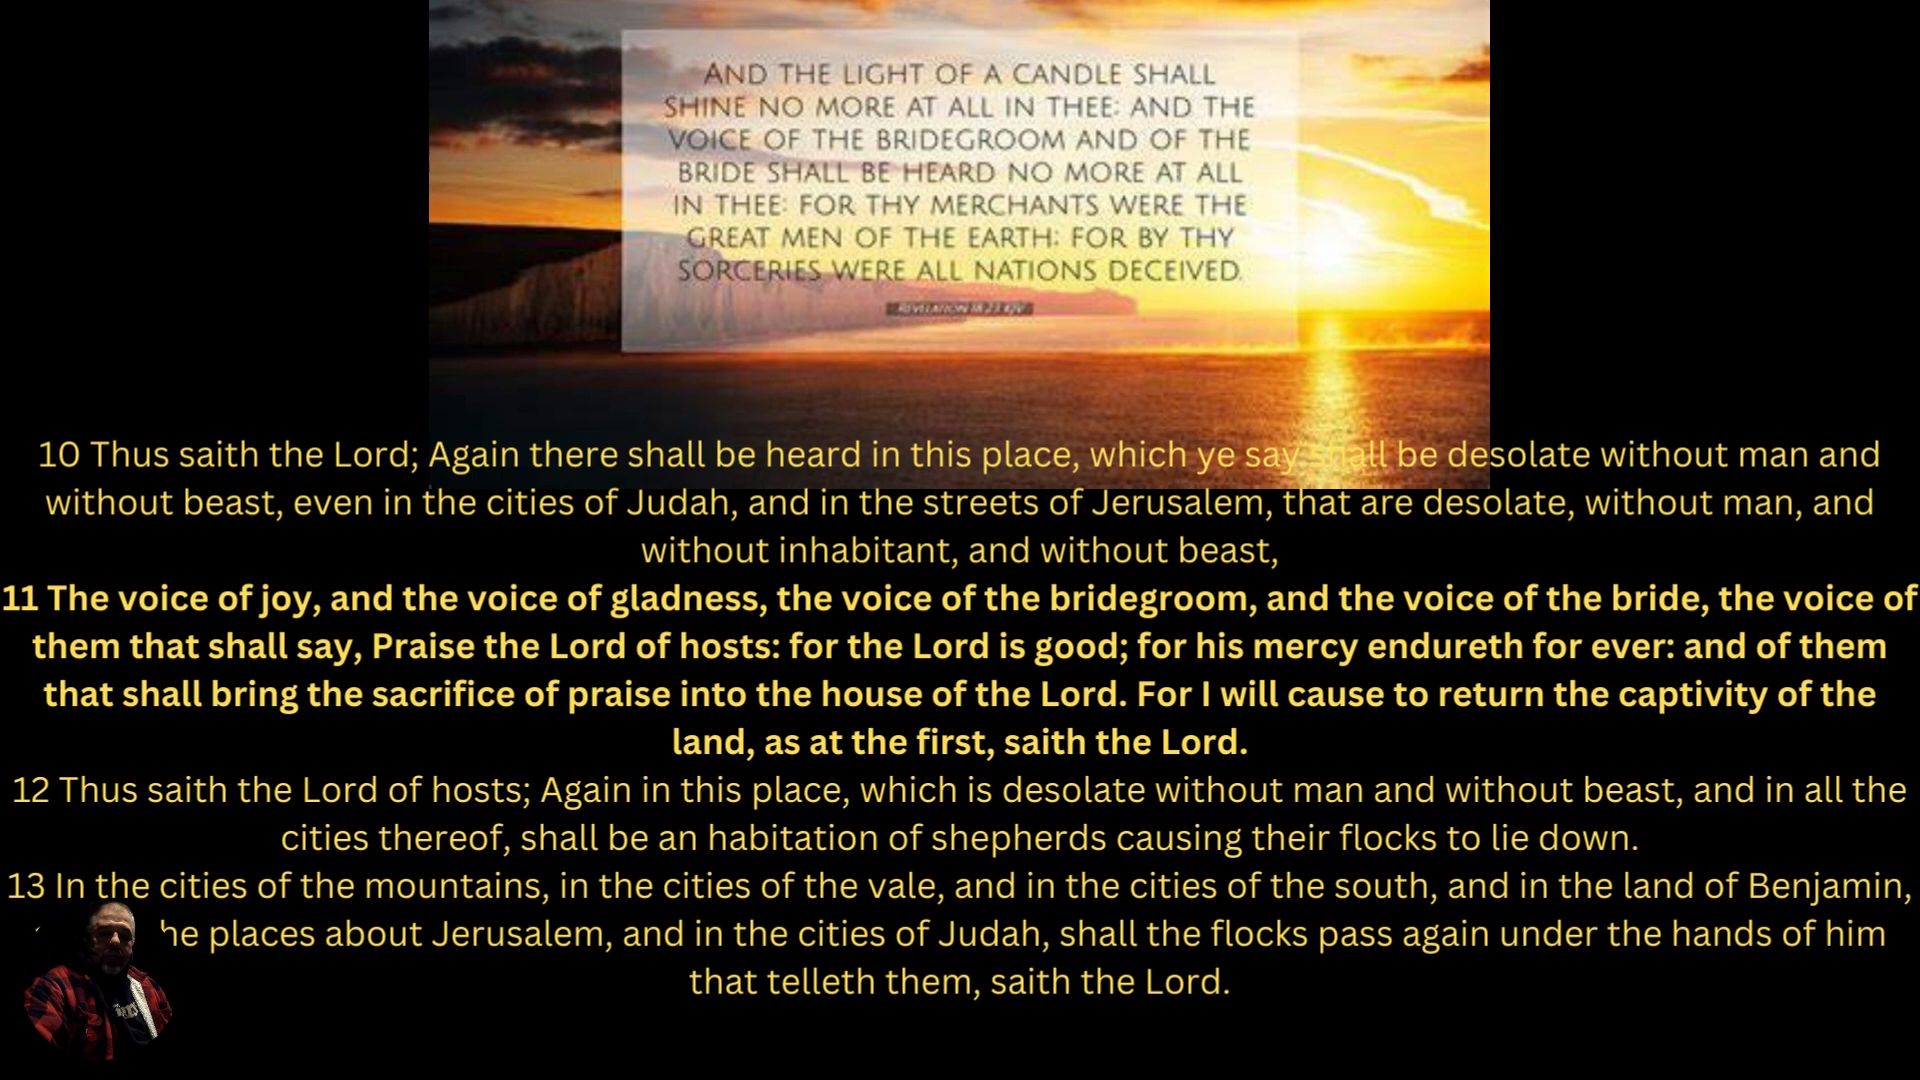 AND THE LIGHT OF A CANDLE SHALL
SHINE NO MORE AT ALL IN THEE; AND THE
VOICE OF THE BRIDEGROOM AND OF THE
BRIDE SHALL BE HEARD NO MORE AT ALL
IN THEE: FOR THY MERCHANTS WERE THE
GREAT MEN OF THE EARTH; FOR BY THY
SORCERIES WERE ALL NATIONS DECEIVED.
REVELATION 18:23 KJV
10 Thus saith the Lord; Again there shall be heard in this place, which ye say shall be desolate without man and
without beast, even in the cities of Judah, and in the streets of Jerusalem, that are desolate, without man, and
without inhabitant, and without beast,
11 The voice of joy, and the voice of gladness, the voice of the bridegroom, and the voice of the bride, the voice of
them that shall say, Praise the Lord of hosts: for the Lord is good; for his mercy endureth for ever: and of them
that shall bring the sacrifice of praise into the house of the Lord. For I will cause to return the captivity of the
land, as at the first, saith the Lord.
12 Thus saith the Lord of hosts; Again in this place, which is desolate without man and without beast, and in all the
cities thereof, shall be an habitation of shepherds causing their flocks to lie down.
13 In the cities of the mountains, in the cities of the vale, and in the cities of the south, and in the land of Benjamin,
he places about Jerusalem, and in the cities of Judah, shall the flocks pass again under the hands of him
that telleth them, saith the Lord.